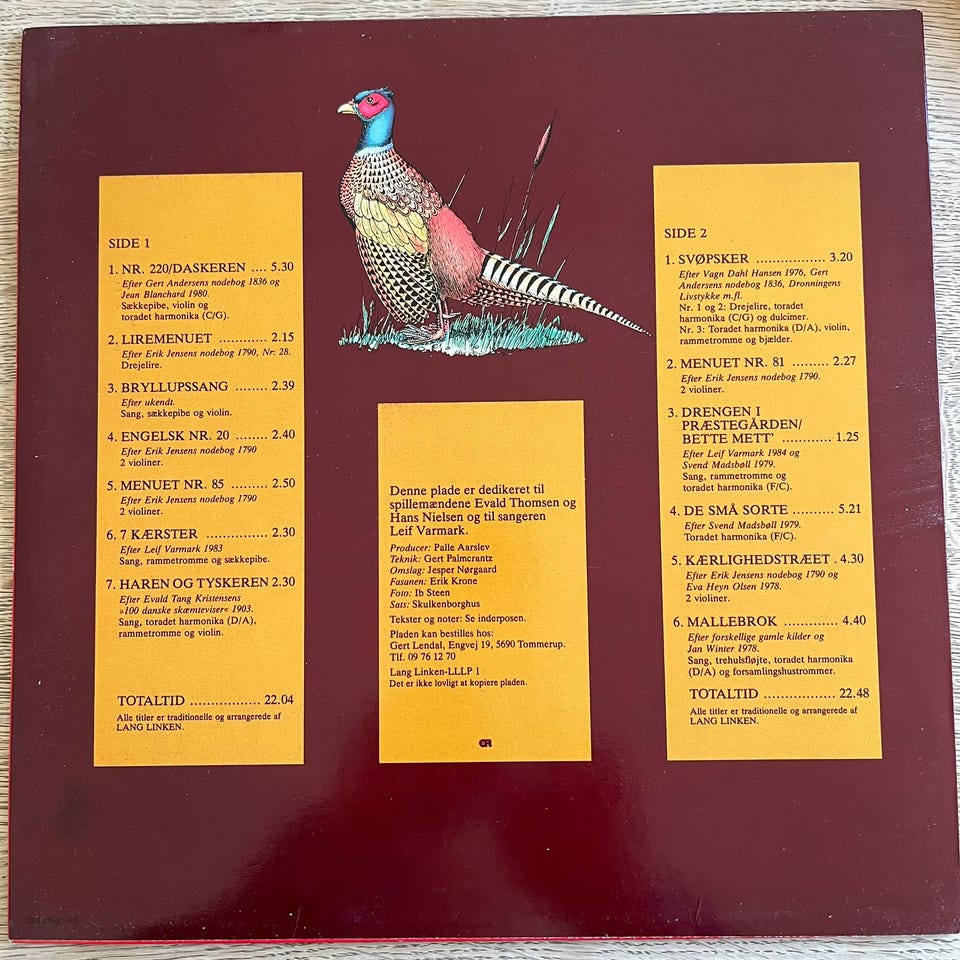 SIDE 1
1. NR. 220/DASKEREN .... 5.30
Efter Gert Andersens nodebog 1836 og
Jean Blanchard 1980.
Sækkepibe, violin og
toradet harmonika (C/G).
2. LIREMENUET ............ 2.15
Efter Erik Jensens nodebog 1790, Nr: 28.
Drejelire.
3. BRYLLUPSSANG ........ 2.39
Efter ukendt.
Sang, sækkepibe og violin.
4. ENGELSK NR. 20 ........ 2.40
Efter Erik Jensens nodebog 1790
2 violiner.
5. MENUET NR. 85 ......... 2.50
Efter Erik Jensens nodebog 1790
2 violiner.
6. 7 KÆRSTER ............... 2.30
Efter Leif Varmark 1983
Sang, rammetromme og sækkepibe.
7. HAREN OG TYSKEREN 2.30
Efter Evald Tang Kristensens
»100 danske skæmteviser« 1903.
Sang, toradet harmonika (D/A),
rammetromme og violin.
TOTALTID ................. 22.04
Alle titler er traditionelle og arrangerede af
LANG LINKEN.
Denne plade er dedikeret til
spillemændene Evald Thomsen og
Hans Nielsen og til sangeren
Leif Varmark.
Producer: Palle Aarslev
Teknik: Gert Palmcrantz
Omslag: Jesper Nørgaard
Fasanen: Erik Krone
Foto: Ib Steen
Sats: Skulkenborghus
Tekster og noter: Se inderposen.
Pladen kan bestilles hos:
Gert Lendal, Engvej 19, 5690 Tommerup.
Tlf. 09 76 12 70
Lang Linken-LLLP 1
Det er ikke lovligt at kopiere pladen.
SIDE 2
1. SVØPSKER ................. 3.20
Efter Vagn Dahl Hansen 1976, Gert
Andersens nodebog 1836, Dronningens
Livstykke m.fl.
Nr. 1 og 2: Drejelire, toradet
harmonika (C/G) og dulcimer.
Nr. 3: Toradet harmonika (D/A), violin,
rammetromme og bjælder.
2. MENUET NR. 81 ......... 2.27
Efter Erik Jensens nodebog 1790.
2 violiner.
3. DRENGEN I
PRÆSTEGÅRDEN/
BETTE METT' ............ 1.25
Efter Leif Varmark 1984 og
Svend Madsbøll 1979.
Sang, rammetromme og
toradet harmonika (F/C).
4. DE SMÅ SORTE ........... 5.21
Efter Svend Madsbøll 1979.
Toradet harmonika (F/C).
5. KÆRLIGHEDSTRÆET . 4.30
Efter Erik Jensens nodebog 1790 og
Eva Heyn Olsen 1978.
2 violiner.
6. MALLEBROK ............. 4.40
Efter forskellige gamle kilder og
Jan Winter 1978.
Sang, trehulsfløjte, toradet harmonika
(D/A) og forsamlingshustrommer.
TOTALTID ................. 22.48
Alle titler er traditionelle og arrangerede af
LANG LINKEN.